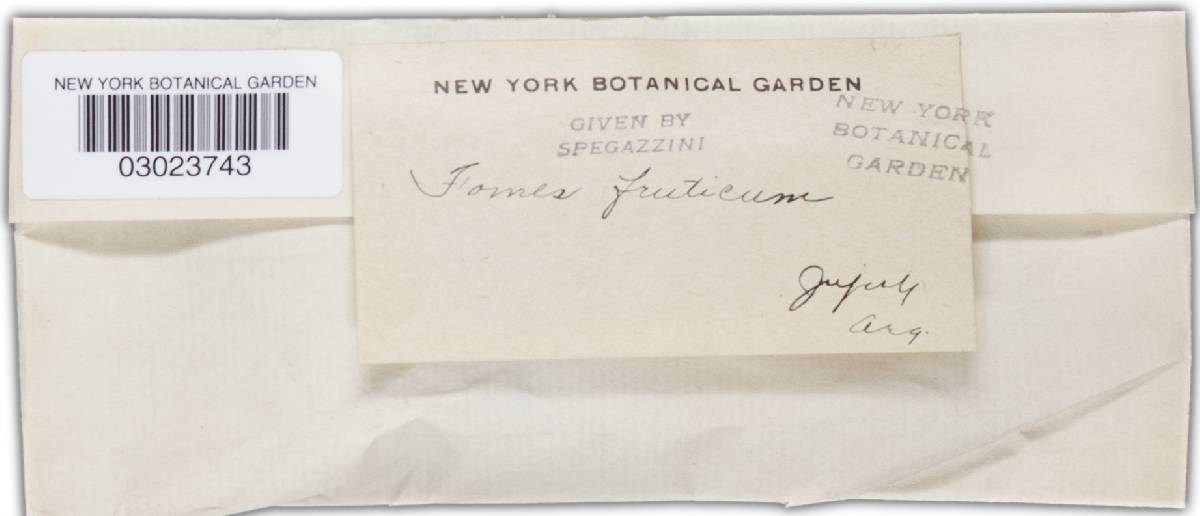 NEW YORK BOTANICAL GARDEN
03023743
NEW YORK BOTANICAL GARDEN
GIVEN BY
SPEGAZZINI
NEW YORK
BOTANICAL
GARDEN
Fomes fruticum
Jujuy
Arg.